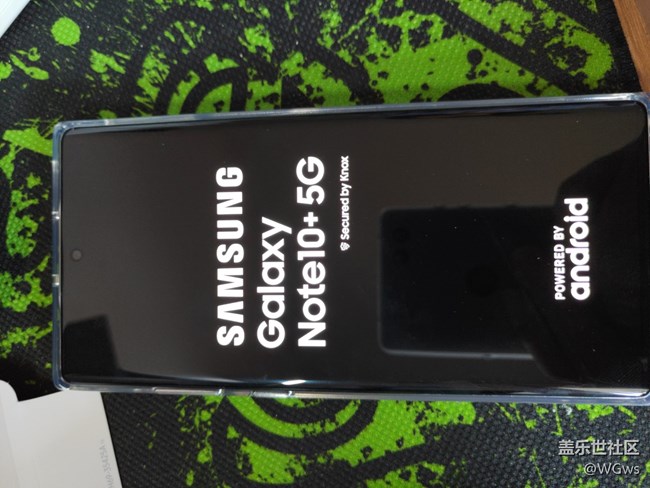 SAMSUNG
Galaxy
Note10+ 5G
Secured by Knox
POWERED BY
android
盖乐世社区
@WGws